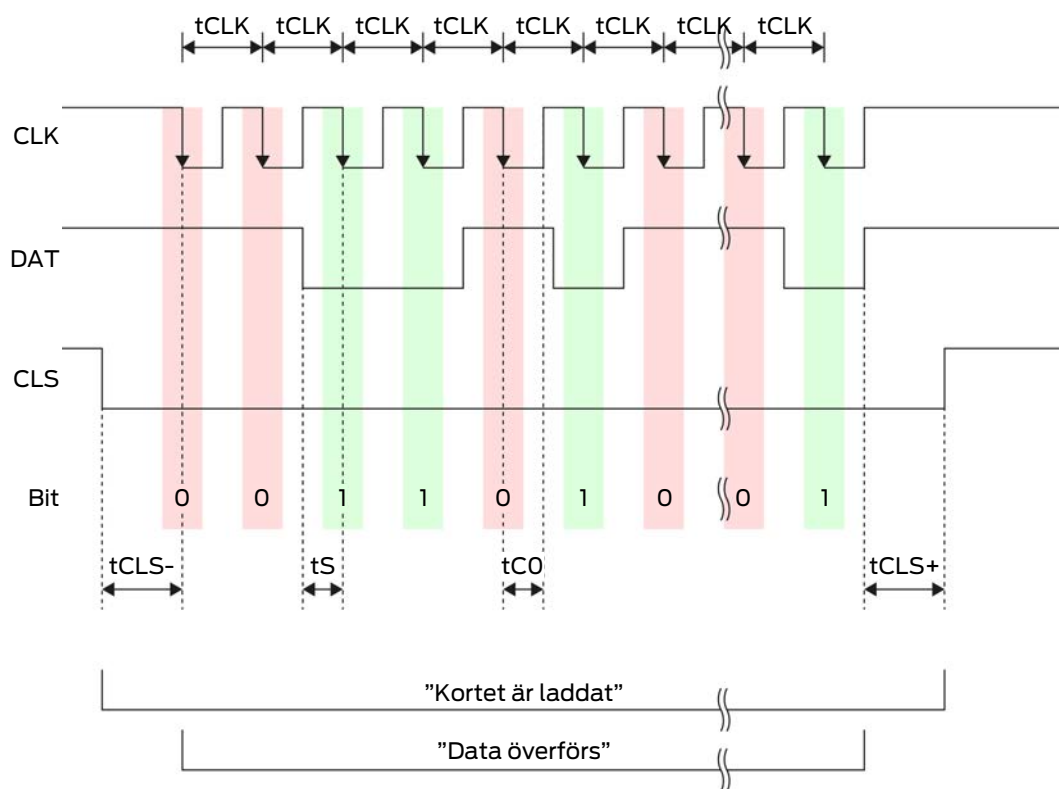 tCLK tCLK tCLK tCLK tCLK tCLK tCLK tCLK
CLK
DAT
CLS
Bit 0 0 1 1 0 1 0 0 1
tCLS- tS tC0 tCLS+
”Kortet är laddat”
”Data överförs”